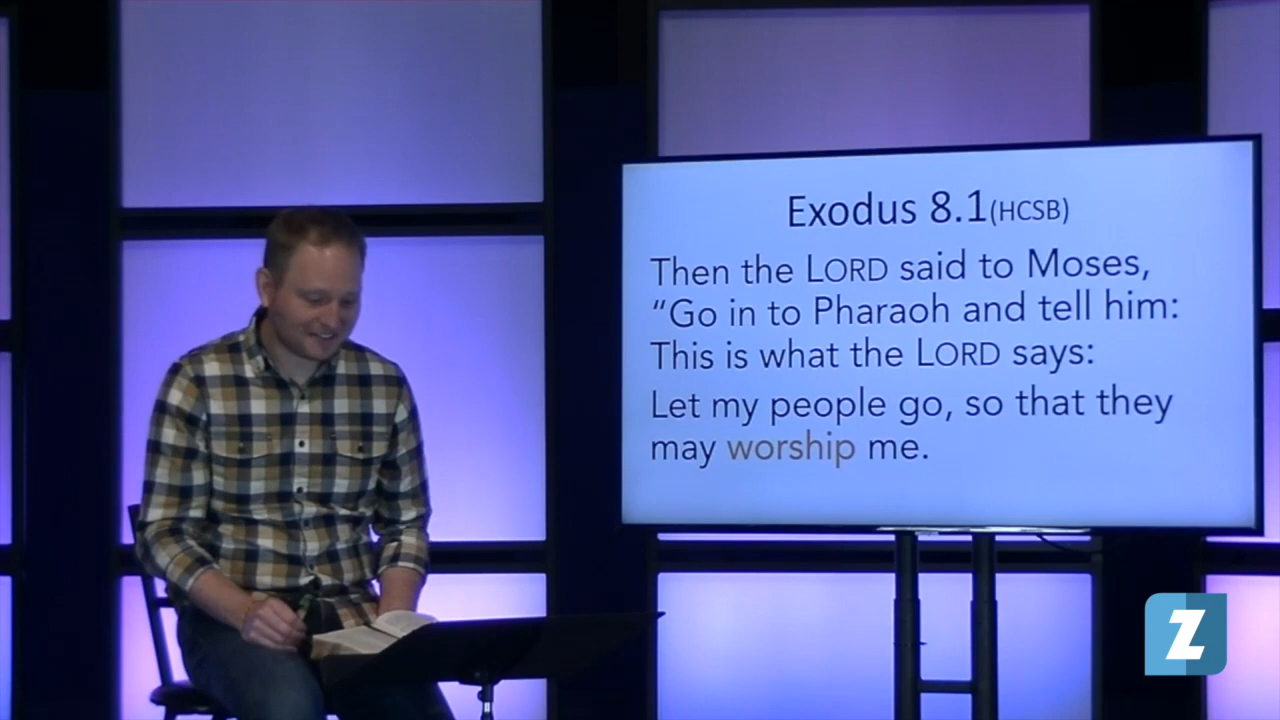 Exodus 8.1(HCSB)
Then the LORD said to Moses,
“Go in to Pharaoh and tell him:
This is what the LORD says:
Let my people go, so that they
may worship me.
Z